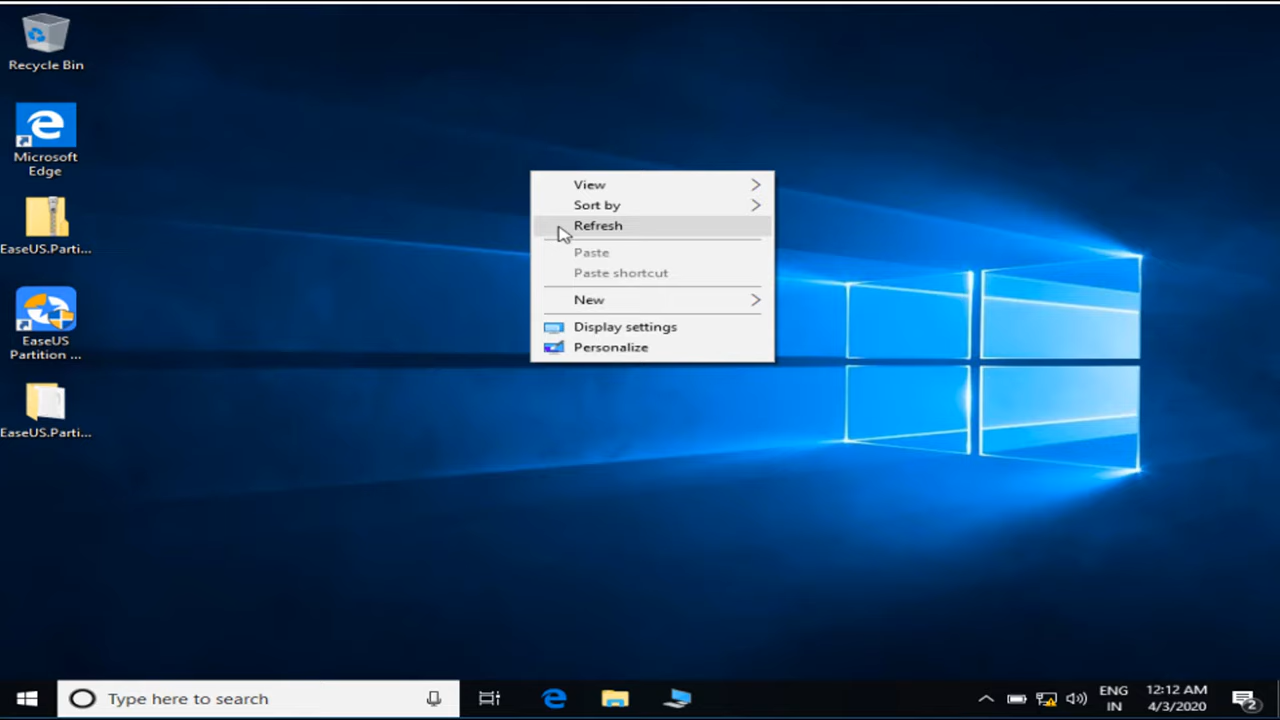 Recycle Bin
Microsoft
Edge
EaseUS.Parti...
EaseUS
Partition ...
EaseUS.Parti...
View
Sort by
Refresh
Paste
Paste shortcut
New
Display settings
Personalize
Type here to search
ENG
IN
12:12 AM
4/3/2020
2